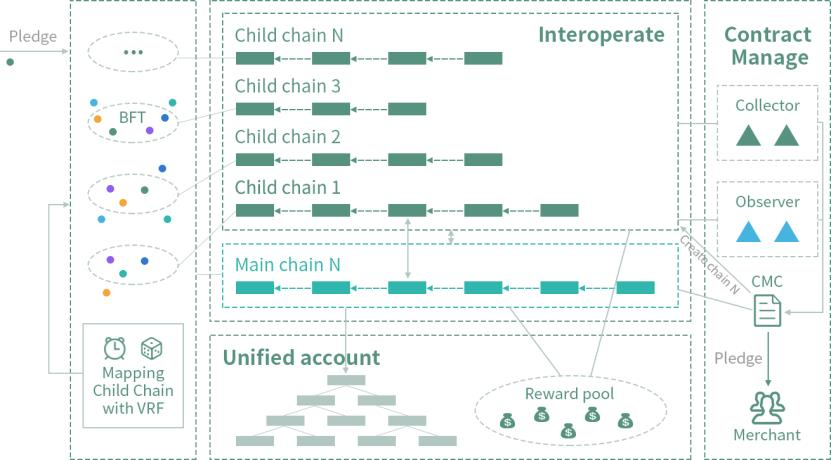 Pledge
...
BFT
Mapping
Child Chain
with VRF
Interoperate
Child chain N
Child chain 3
Child chain 2
Child chain 1
Main chain N
Unified account
Reward pool
Contract
Manage
Collector
Observer
Create chain N
CMC
Pledge
Merchant